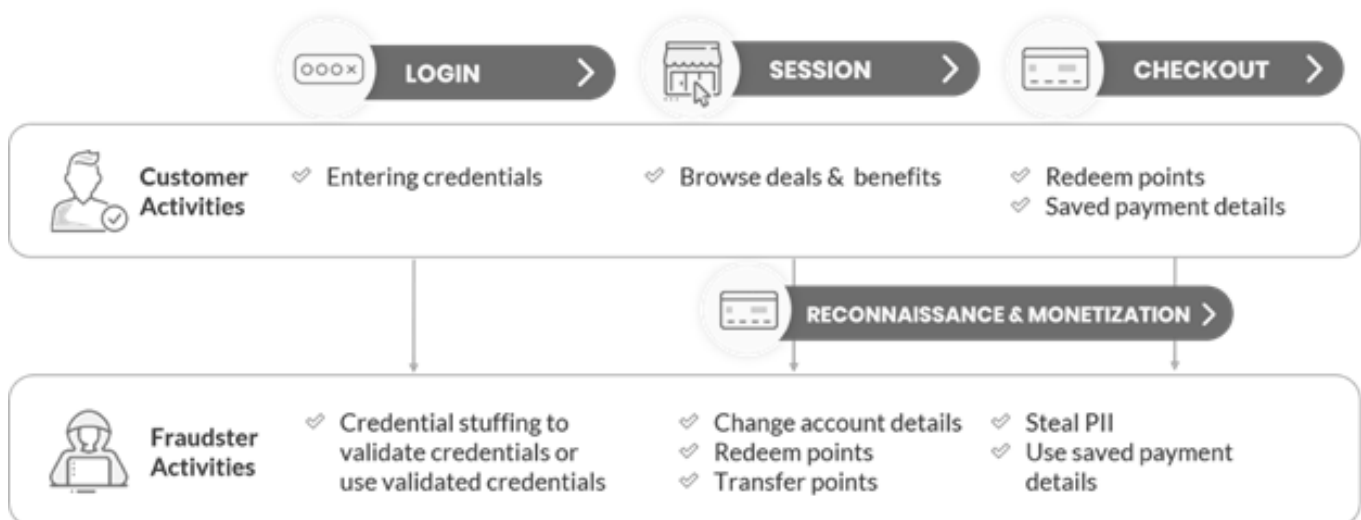 LOGIN
SESSION
CHECKOUT
Customer Activities
Entering credentials
Browse deals & benefits
Redeem points
Saved payment details
RECONNAISSANCE & MONETIZATION
Fraudster Activities
Credential stuffing to
validate credentials or
use validated credentials
Change account details
Redeem points
Transfer points
Steal PII
Use saved payment
details